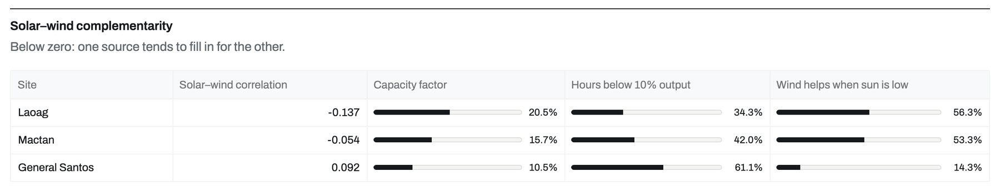 Solar–wind complementarity
Below zero: one source tends to fill in for the other.
Site Solar–wind correlation Capacity factor Hours below 10% output Wind helps when sun is low
Laoag -0.137 20.5% 34.3% 56.3%
Mactan -0.054 15.7% 42.0% 53.3%
General Santos 0.092 10.5% 61.1% 14.3%